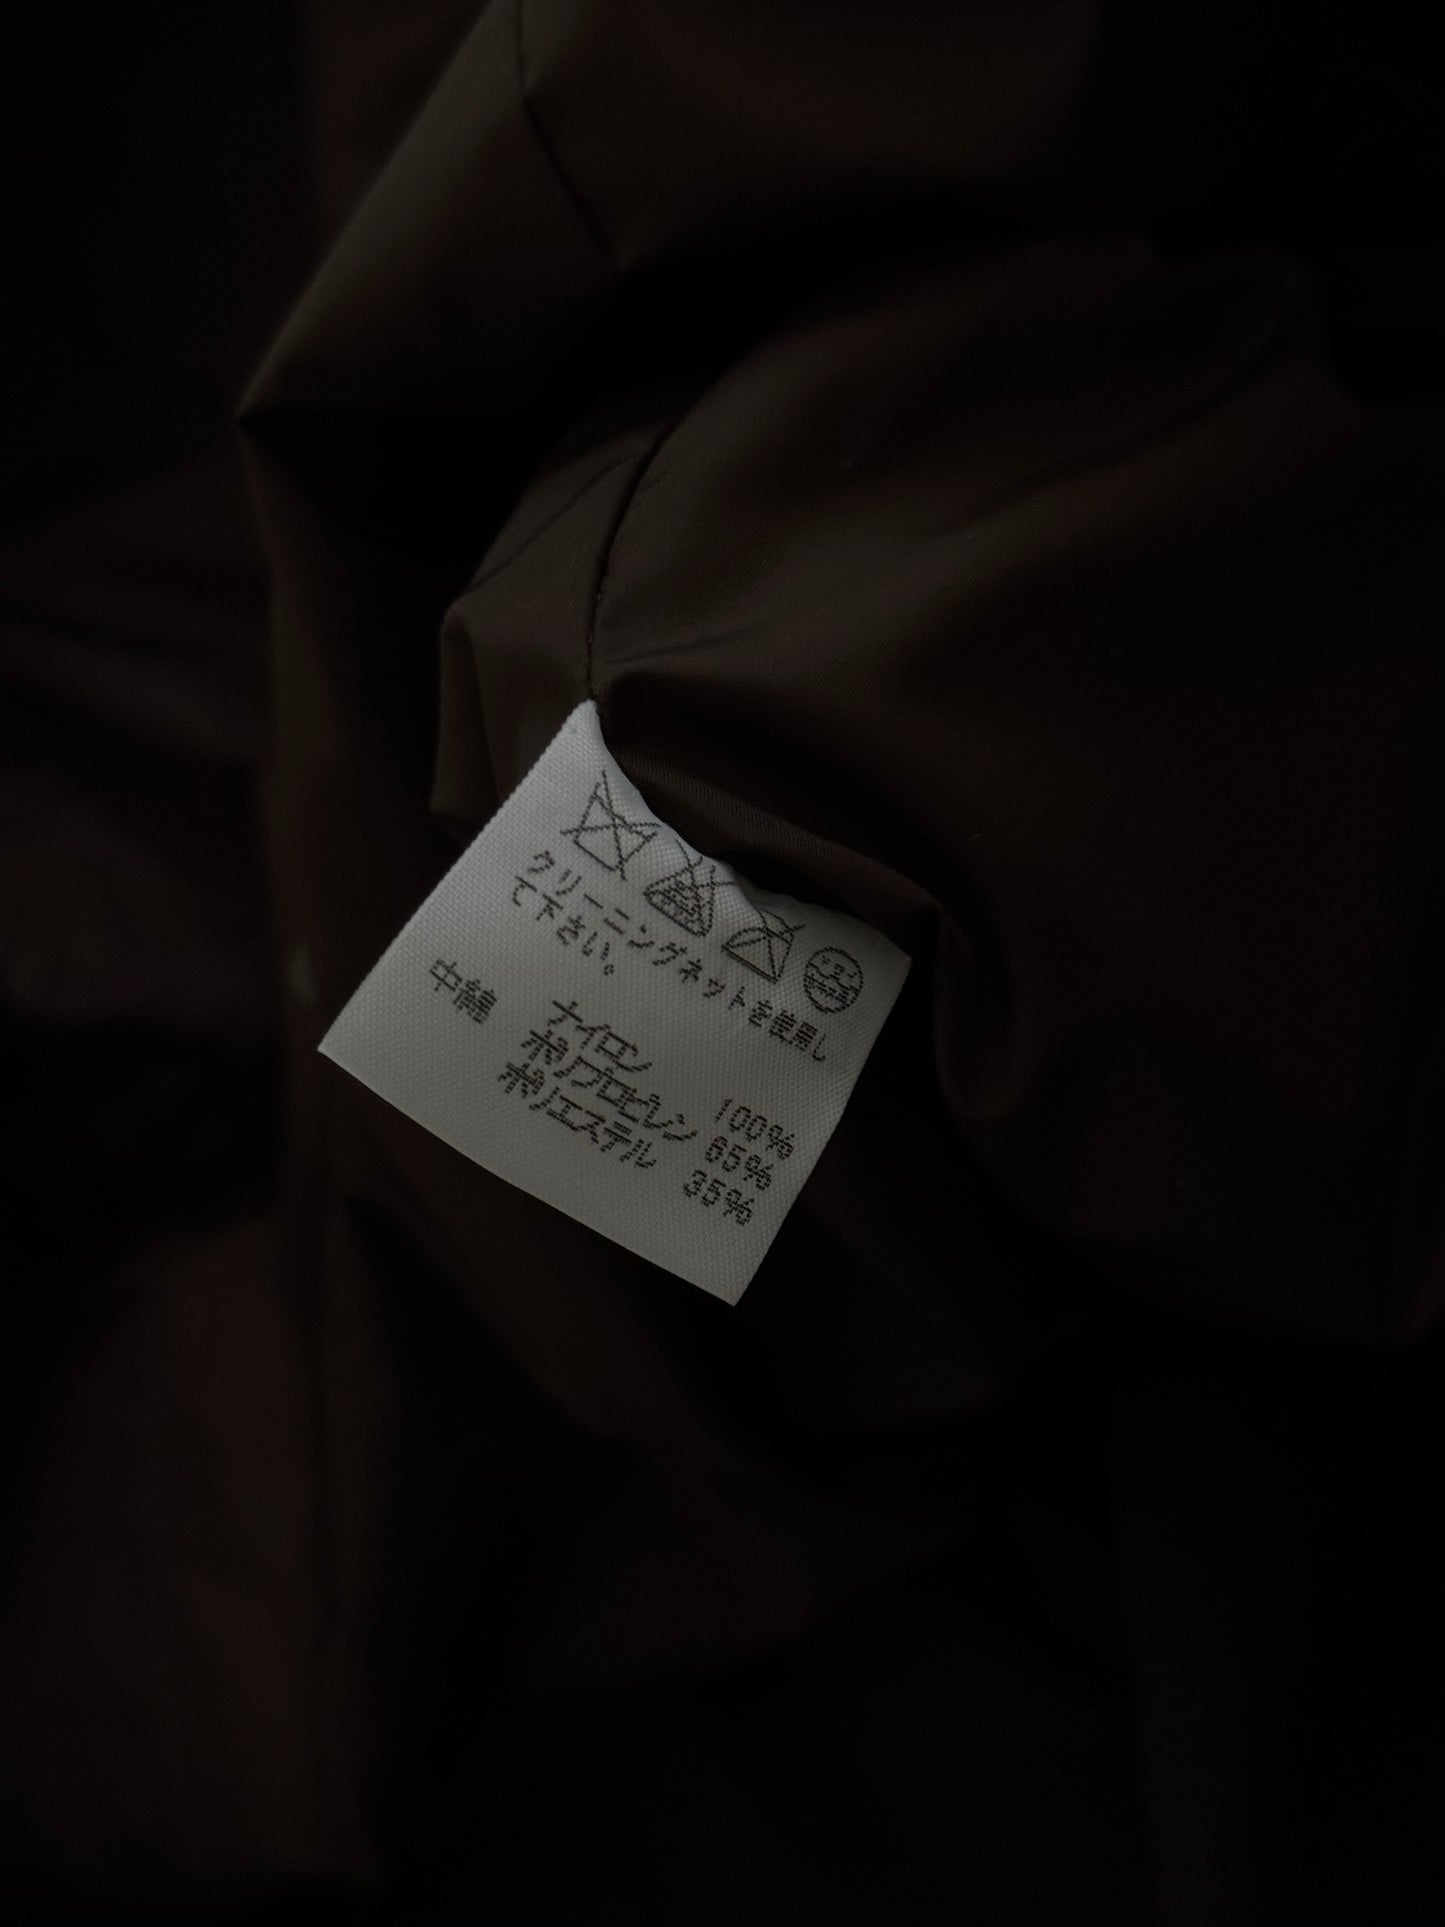 クリーニングネットを使用し
て下さい。
ナイロン 100%
中綿 ポリプロピレン 65%
ポリエステル 35%